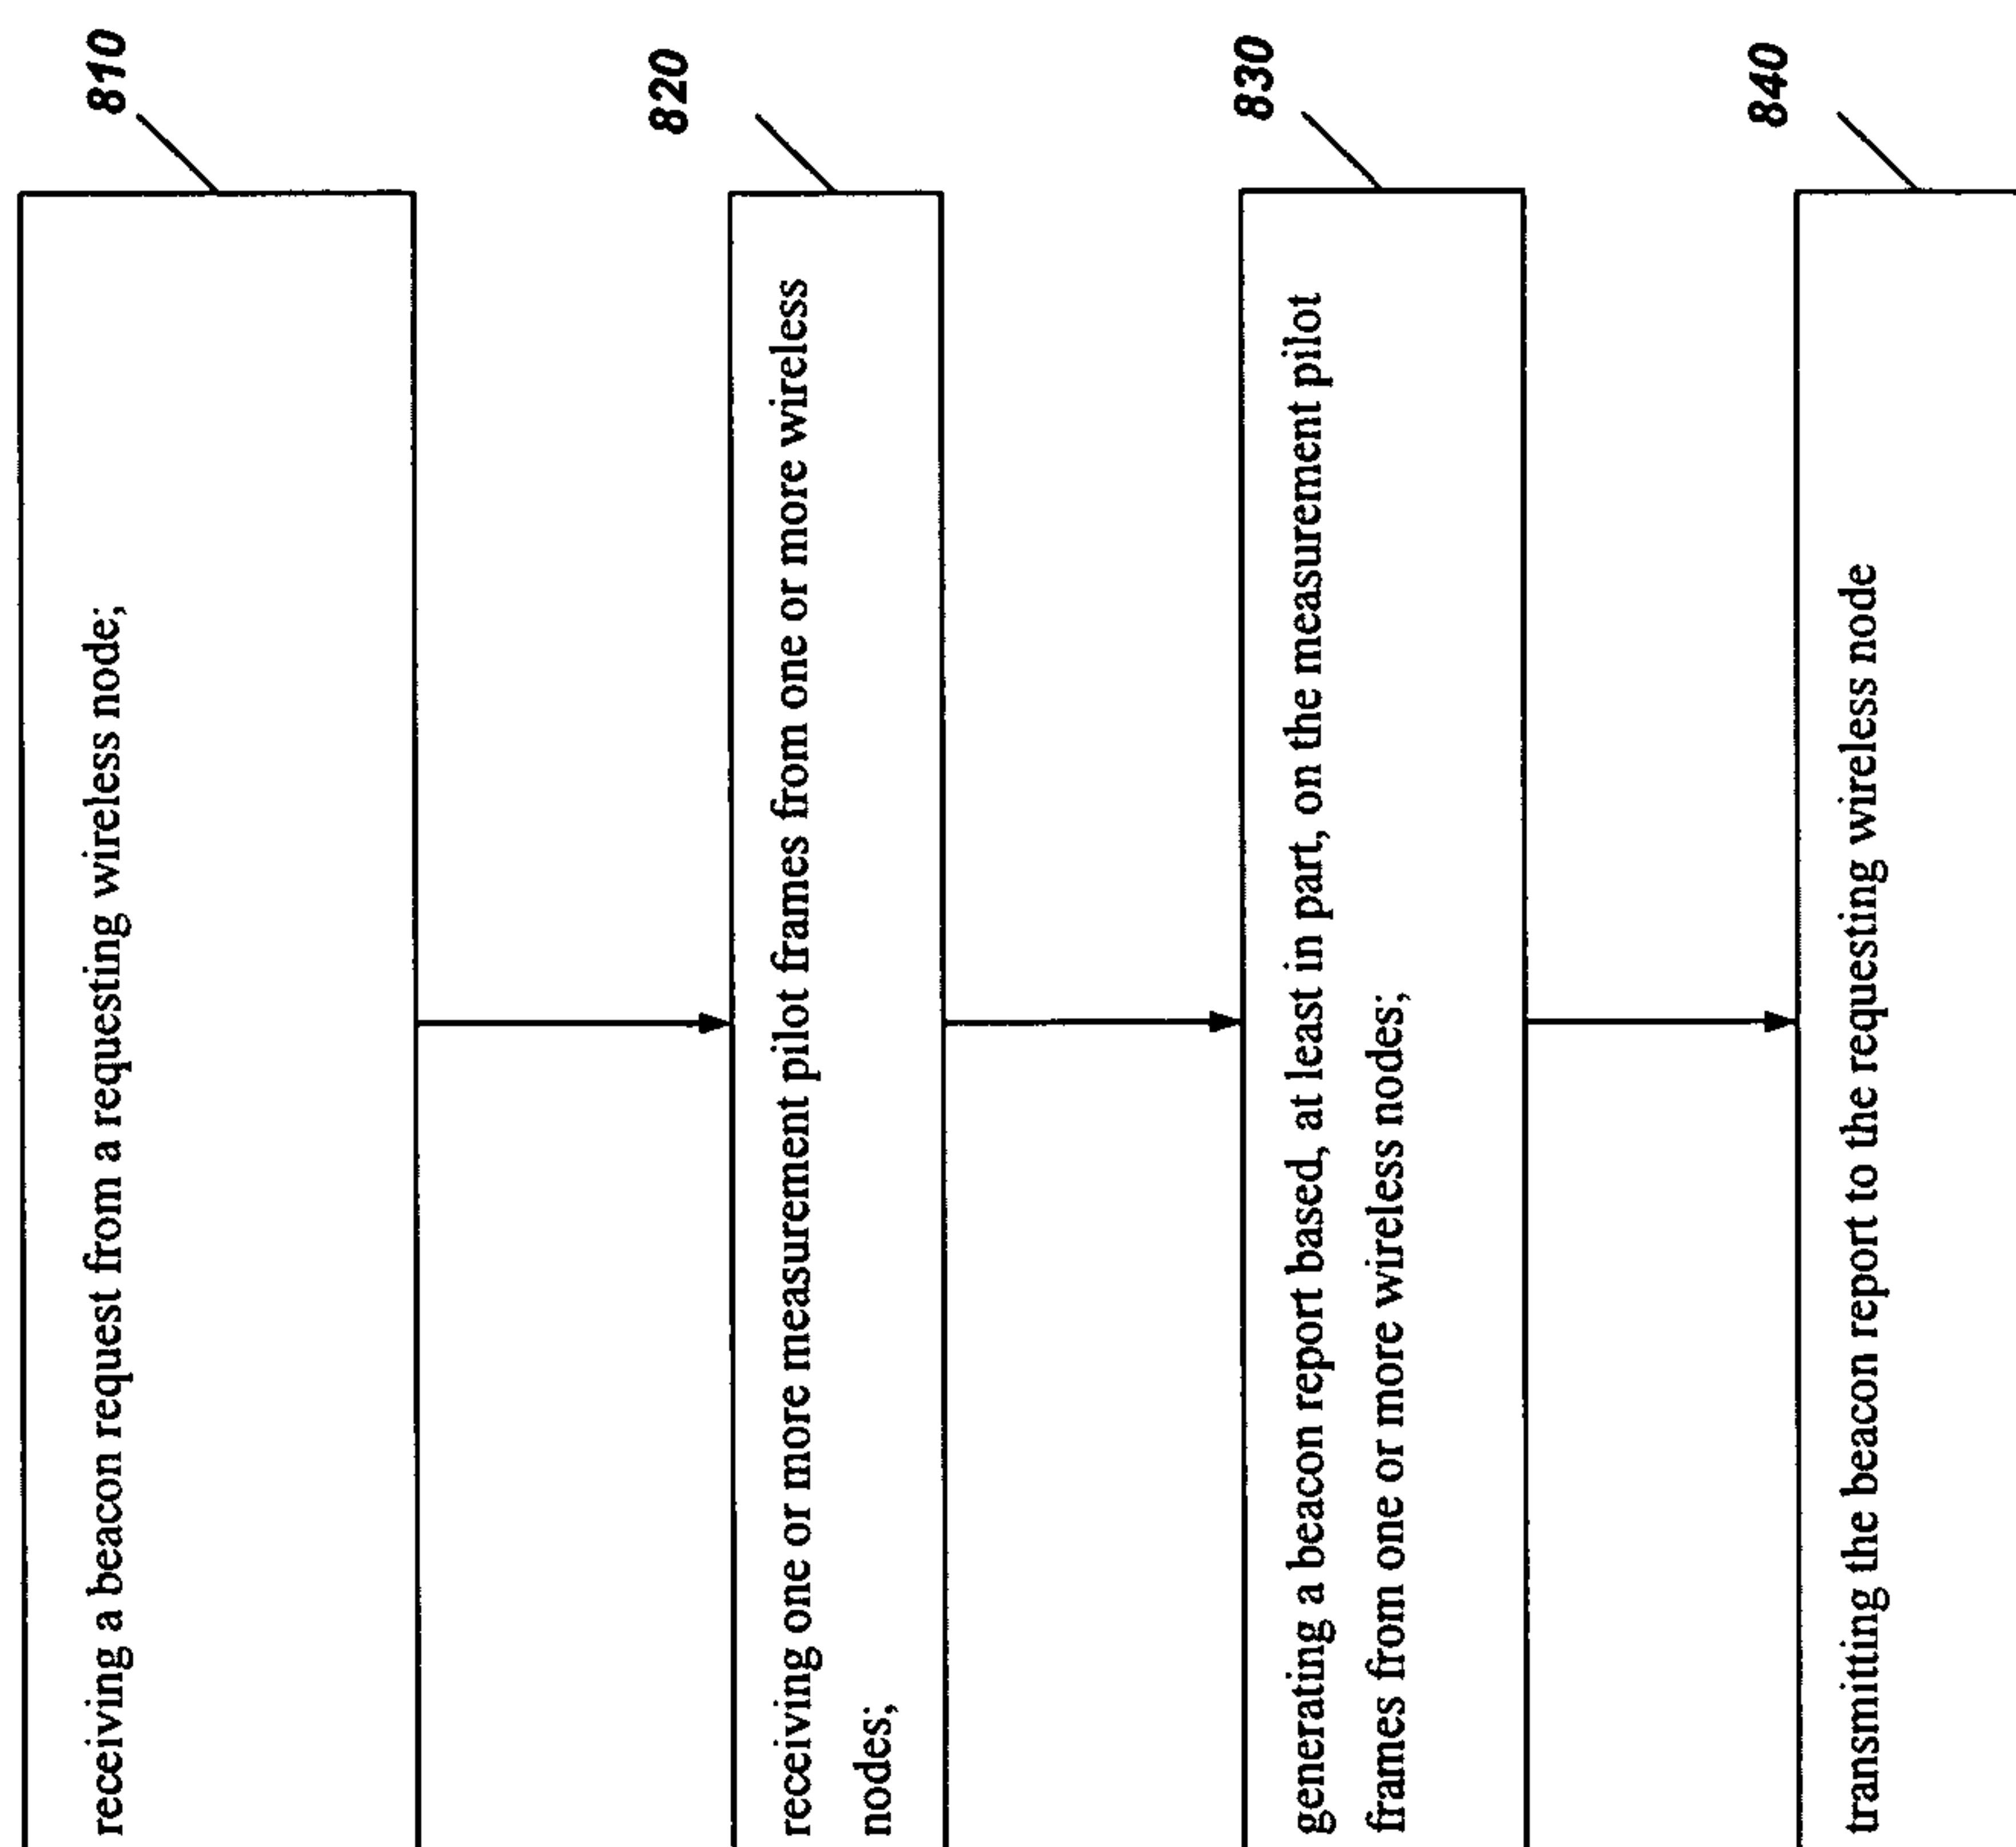 810
receiving a beacon request from a requesting wireless node;
820
receiving one or more measurement pilot frames from one or more wireless
nodes;
830
generating a beacon report based, at least in part, on the measurement pilot
frames from one or more wireless nodes;
840
transmitting the beacon report to the requesting wireless node